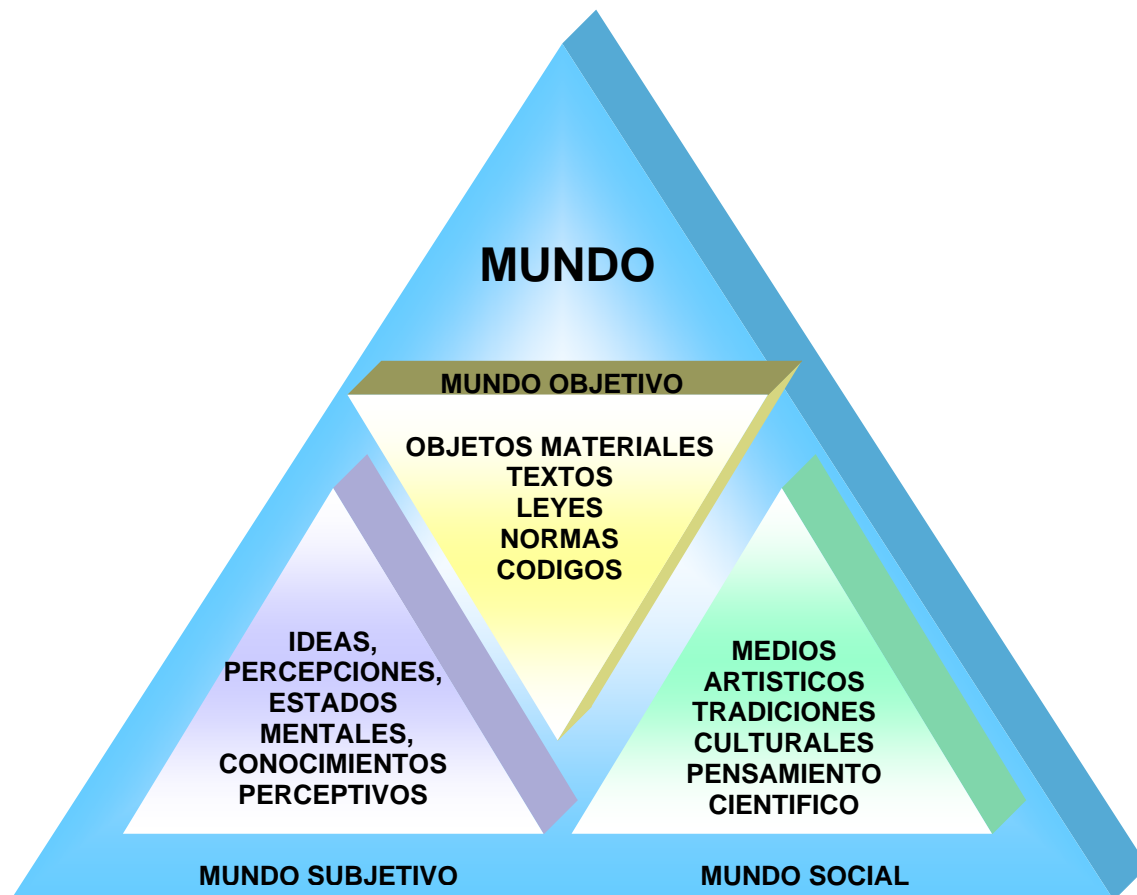 MUNDO
MUNDO OBJETIVO
OBJETOS MATERIALES
TEXTOS
LEYES
NORMAS
CODIGOS
IDEAS,
PERCEPCIONES,
ESTADOS
MENTALES,
CONOCIMIENTOS
PERCEPTIVOS
MEDIOS
ARTISTICOS
TRADICIONES
CULTURALES
PENSAMIENTO
CIENTIFICO
MUNDO SUBJETIVO
MUNDO SOCIAL